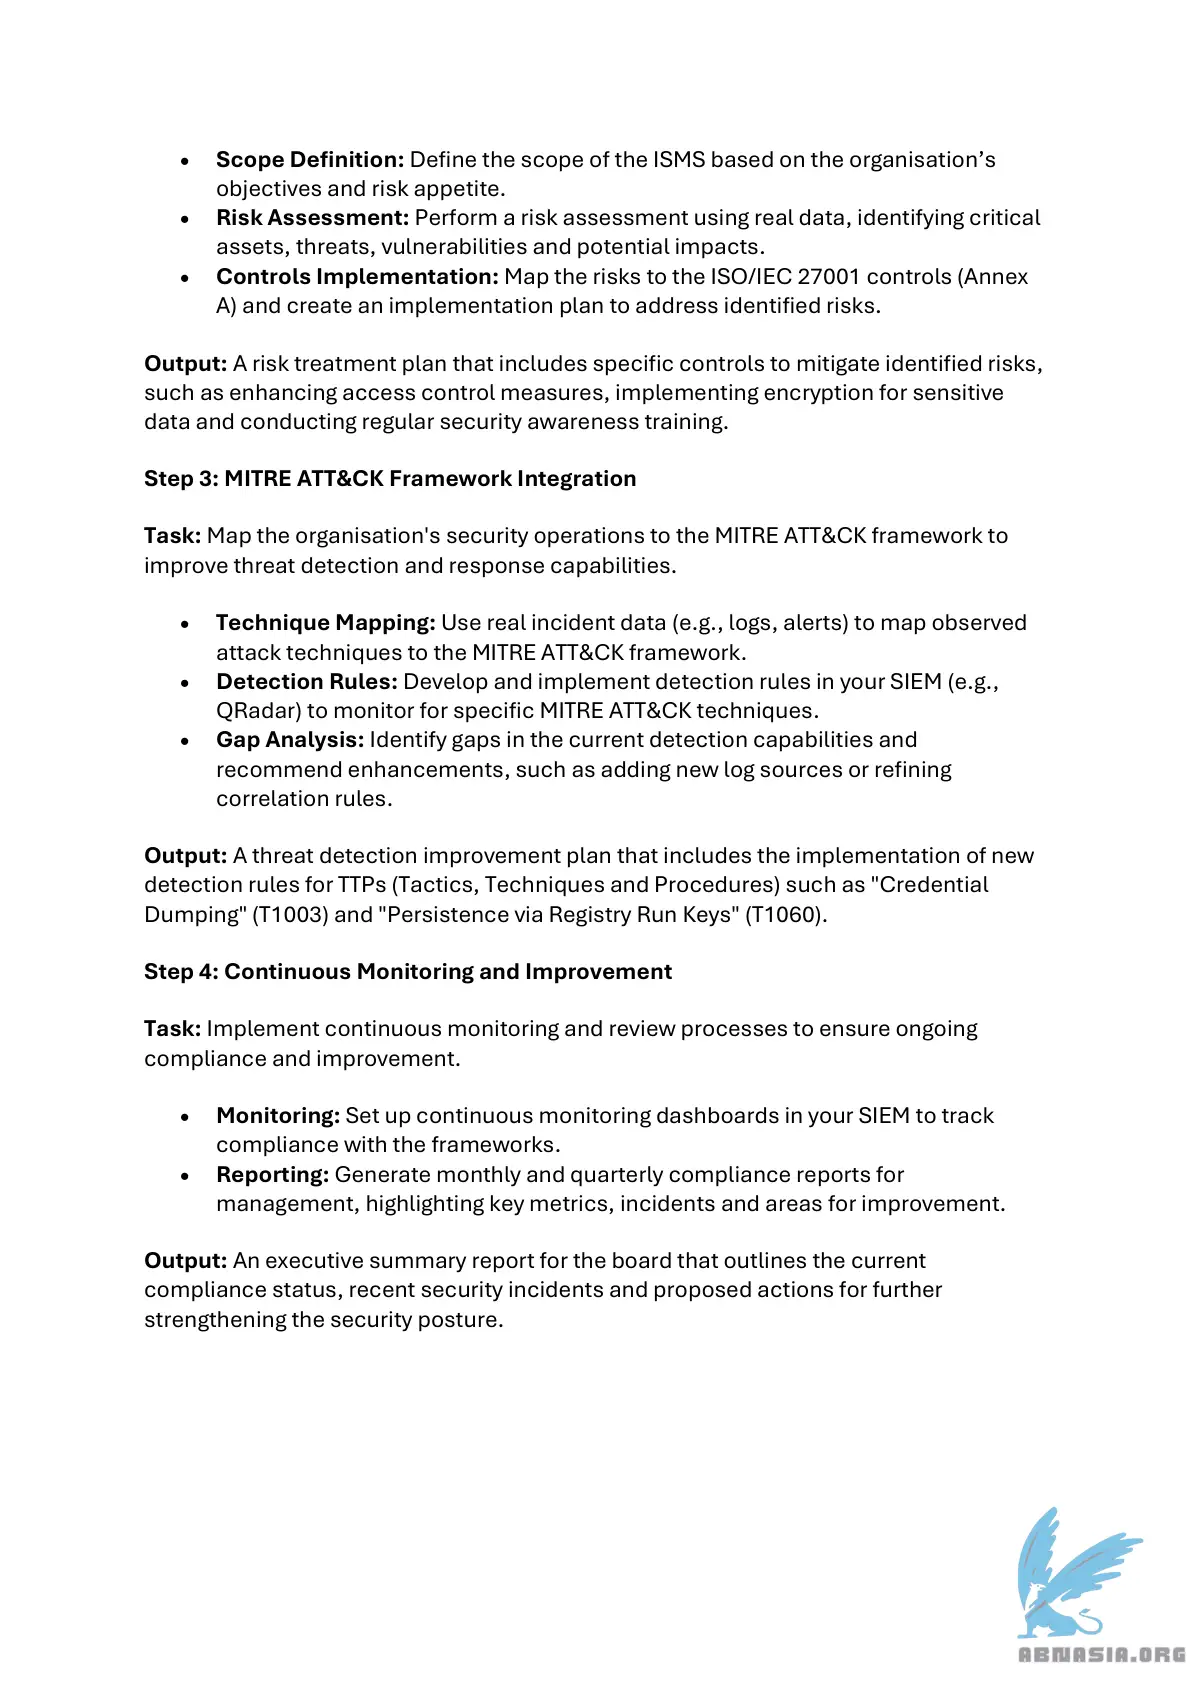 • Scope Definition: Define the scope of the ISMS based on the organisation’s
objectives and risk appetite.
• Risk Assessment: Perform a risk assessment using real data, identifying critical
assets, threats, vulnerabilities and potential impacts.
• Controls Implementation: Map the risks to the ISO/IEC 27001 controls (Annex
A) and create an implementation plan to address identified risks.
Output: A risk treatment plan that includes specific controls to mitigate identified risks,
such as enhancing access control measures, implementing encryption for sensitive
data and conducting regular security awareness training.
Step 3: MITRE ATT&CK Framework Integration
Task: Map the organisation's security operations to the MITRE ATT&CK framework to
improve threat detection and response capabilities.
• Technique Mapping: Use real incident data (e.g., logs, alerts) to map observed
attack techniques to the MITRE ATT&CK framework.
• Detection Rules: Develop and implement detection rules in your SIEM (e.g.,
QRadar) to monitor for specific MITRE ATT&CK techniques.
• Gap Analysis: Identify gaps in the current detection capabilities and
recommend enhancements, such as adding new log sources or refining
correlation rules.
Output: A threat detection improvement plan that includes the implementation of new
detection rules for TTPs (Tactics, Techniques and Procedures) such as "Credential
Dumping" (T1003) and "Persistence via Registry Run Keys" (T1060).
Step 4: Continuous Monitoring and Improvement
Task: Implement continuous monitoring and review processes to ensure ongoing
compliance and improvement.
• Monitoring: Set up continuous monitoring dashboards in your SIEM to track
compliance with the frameworks.
• Reporting: Generate monthly and quarterly compliance reports for
management, highlighting key metrics, incidents and areas for improvement.
Output: An executive summary report for the board that outlines the current
compliance status, recent security incidents and proposed actions for further
strengthening the security posture.
ABNASIA.ORG